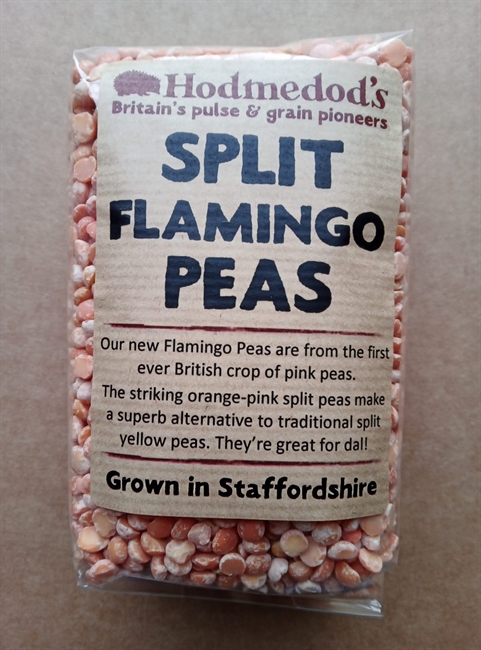 Hodmedod's
Britain's pulse & grain pioneers
SPLIT
FLAMINGO
PEAS
Our new Flamingo Peas are from the first
ever British crop of pink peas.
The striking orange-pink split peas make
a superb alternative to traditional split
yellow peas. They're great for dal!
Grown in Staffordshire